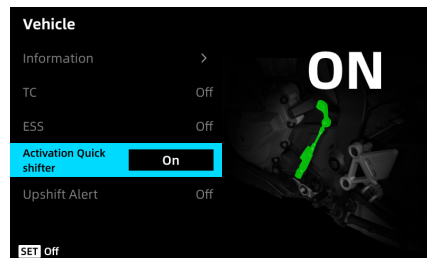 Vehicle
Information >
TC Off
ESS Off
Activation Quick
shifter On
Upshift Alert Off
SET Off
ON